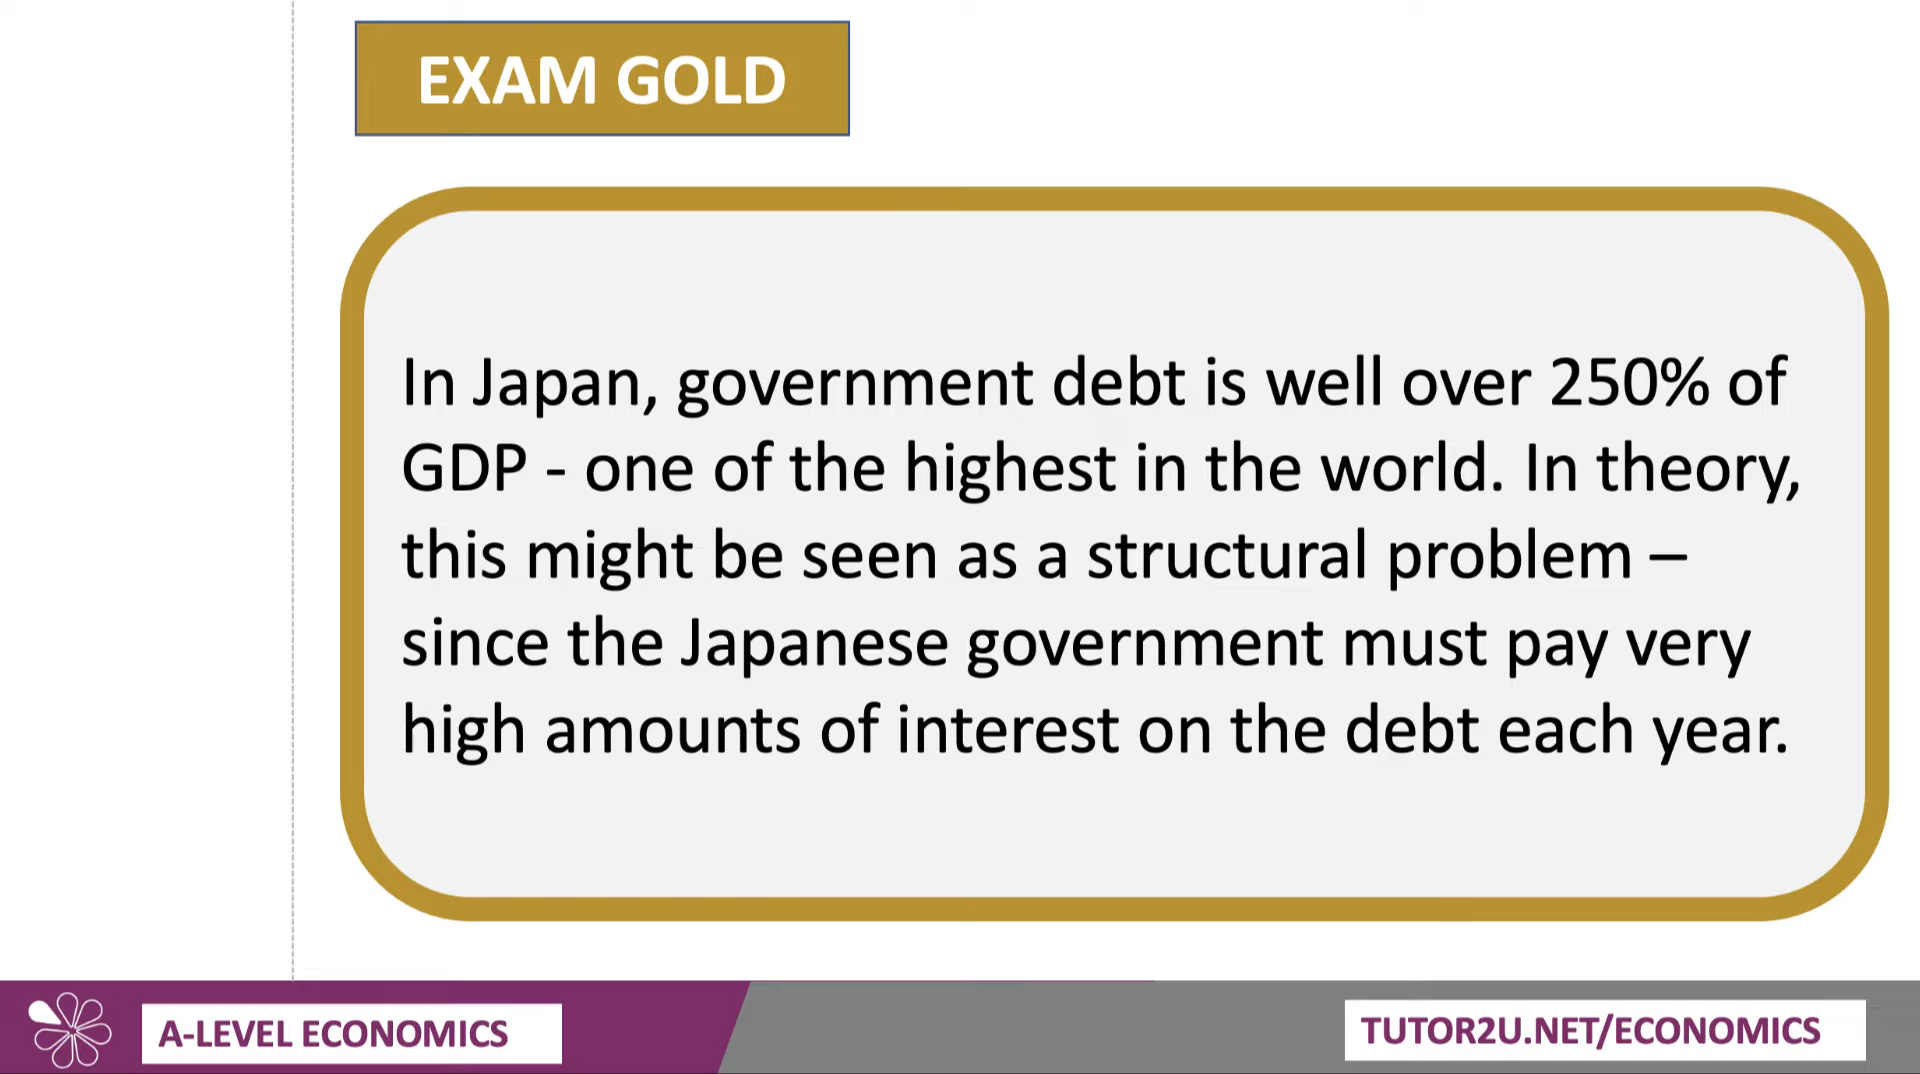 EXAM GOLD
In Japan, government debt is well over 250% of
GDP - one of the highest in the world. In theory,
this might be seen as a structural problem –
since the Japanese government must pay very
high amounts of interest on the debt each year.
A-LEVEL ECONOMICS
TUTOR2U.NET/ECONOMICS